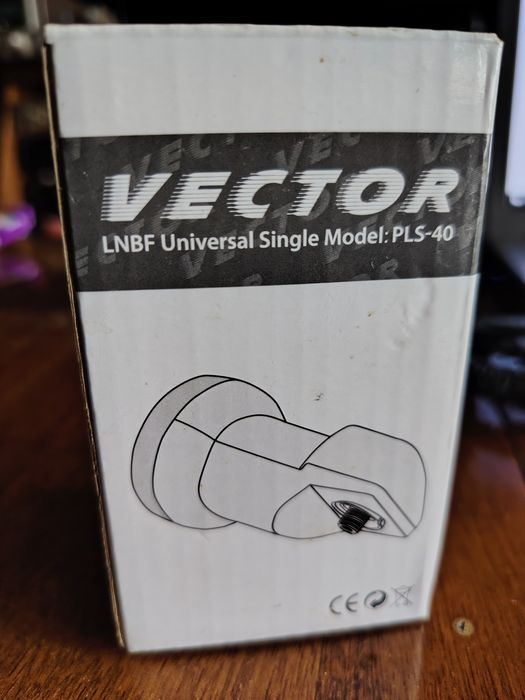 VECTOR
LNBF Universal Single Model: PLS-40
CE